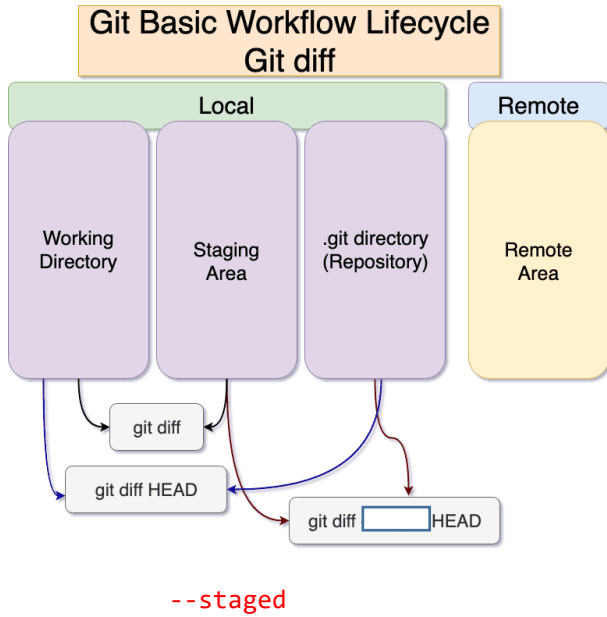 Git Basic Workflow Lifecycle
Git diff
Local
Remote
Working
Directory
Staging
Area
.git directory
(Repository)
Remote
Area
git diff
git diff HEAD
git diff HEAD
--staged